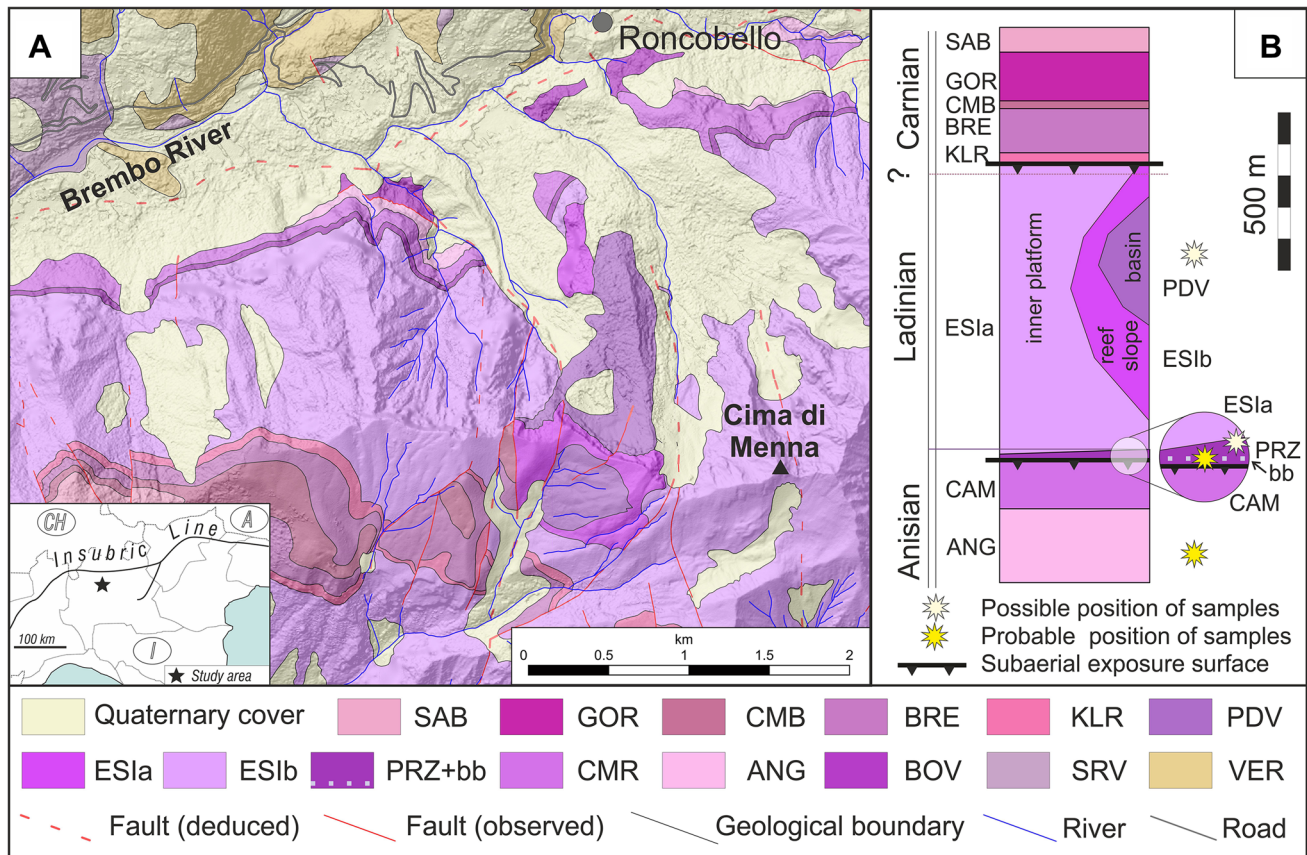 A
Roncobello
Brembo River
Cima di
Menna
CH
A
Insubric Line
I
100 km
Study area
km
0
0.5
1
1.5
2
B
Carnian
?
Ladinian
Anisian
SAB
GOR
CMB
BRE
KLR
ESIa
CAM
ANG
inner platform
reef
slope
basin
PDV
ESIb
ESIa
PRZ
bb
CAM
500 m
Possible position of samples
Probable position of samples
Subaerial exposure surface
Quaternary cover SAB GOR CMB BRE KLR PDV
ESIa ESIb PRZ+bb CMR ANG BOV SRV VER
Fault (deduced) Fault (observed) Geological boundary River Road